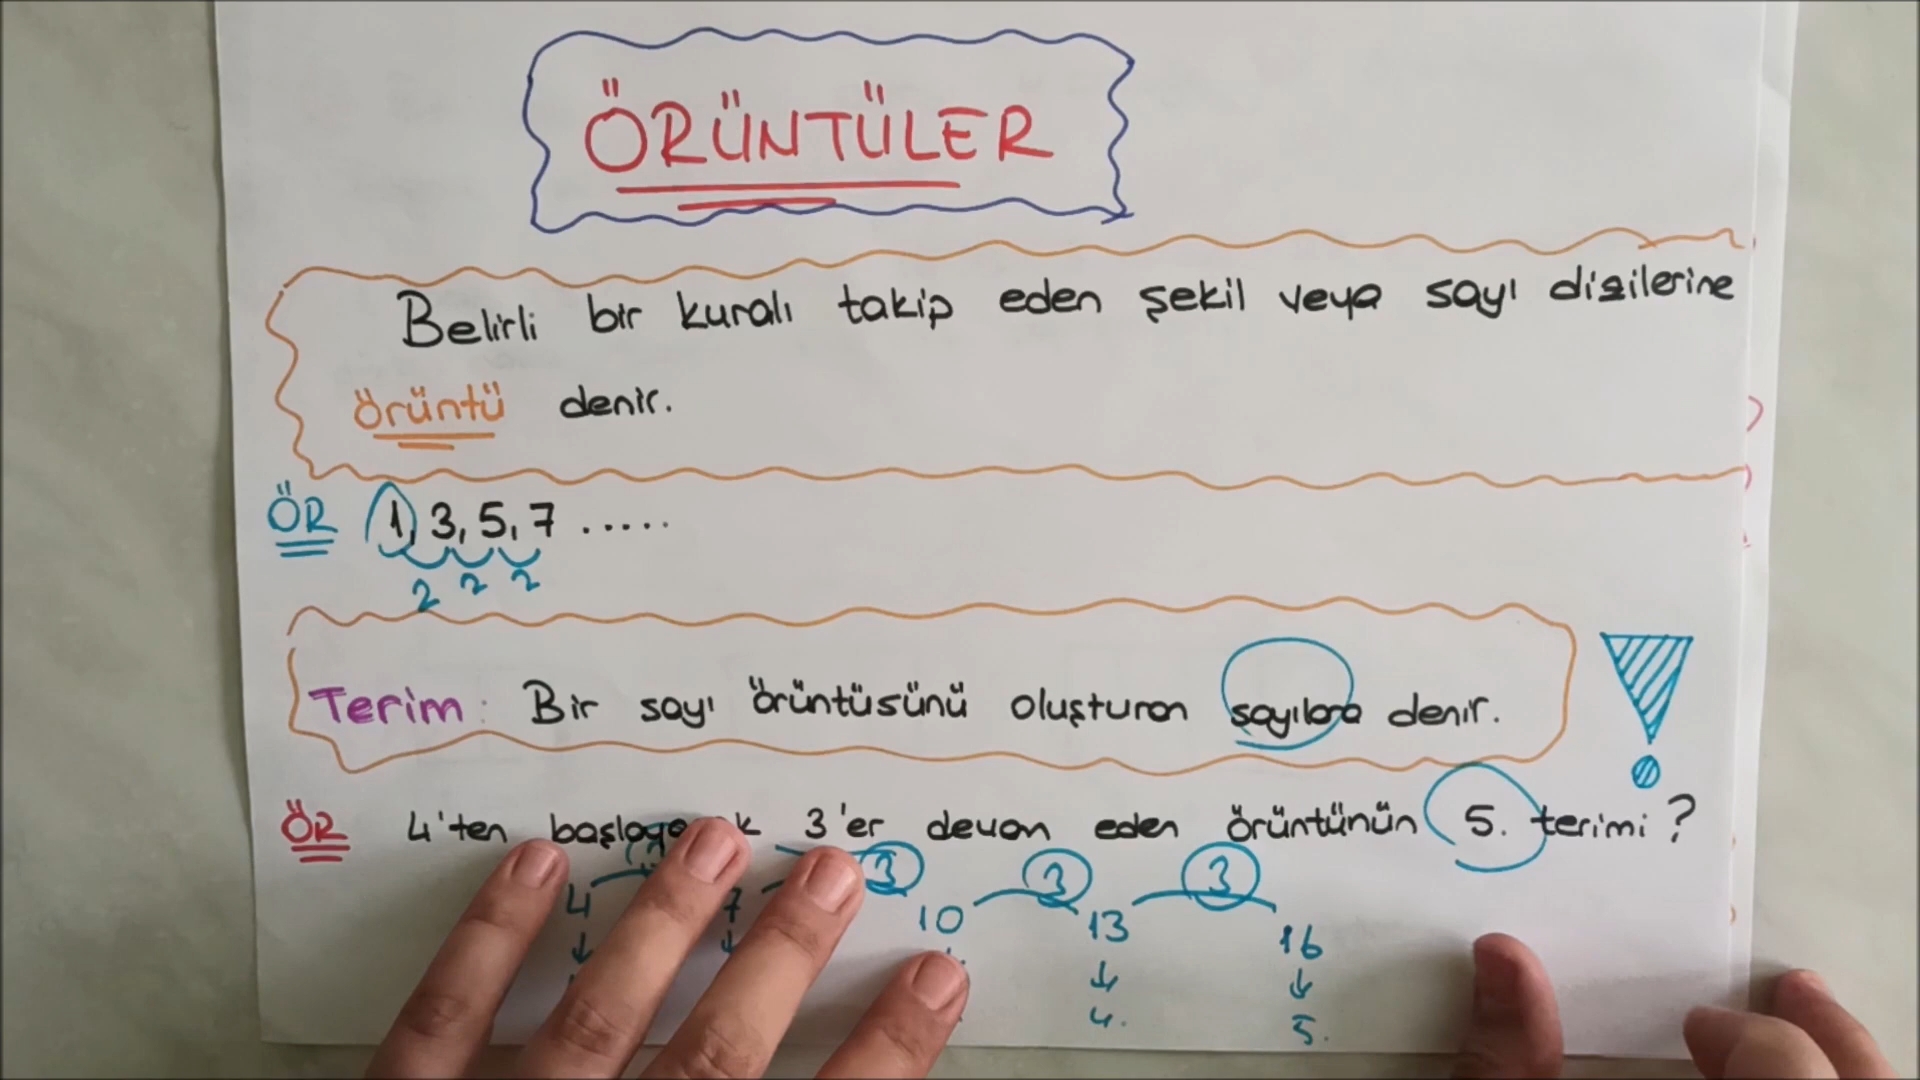 ÖRÜNTÜLER
Belirli bir kuralı takip eden şekil veya sayı dizilerine
örüntü denir.
ÖR 1, 3, 5, 7 .....
2 2 2
Terim: Bir sayı örüntüsünü oluşturan sayılara denir.
ÖR 4'ten 3'er devam eden örüntünün 5. terimi?
3 3 3
4 7 10 13 16
4. 5.